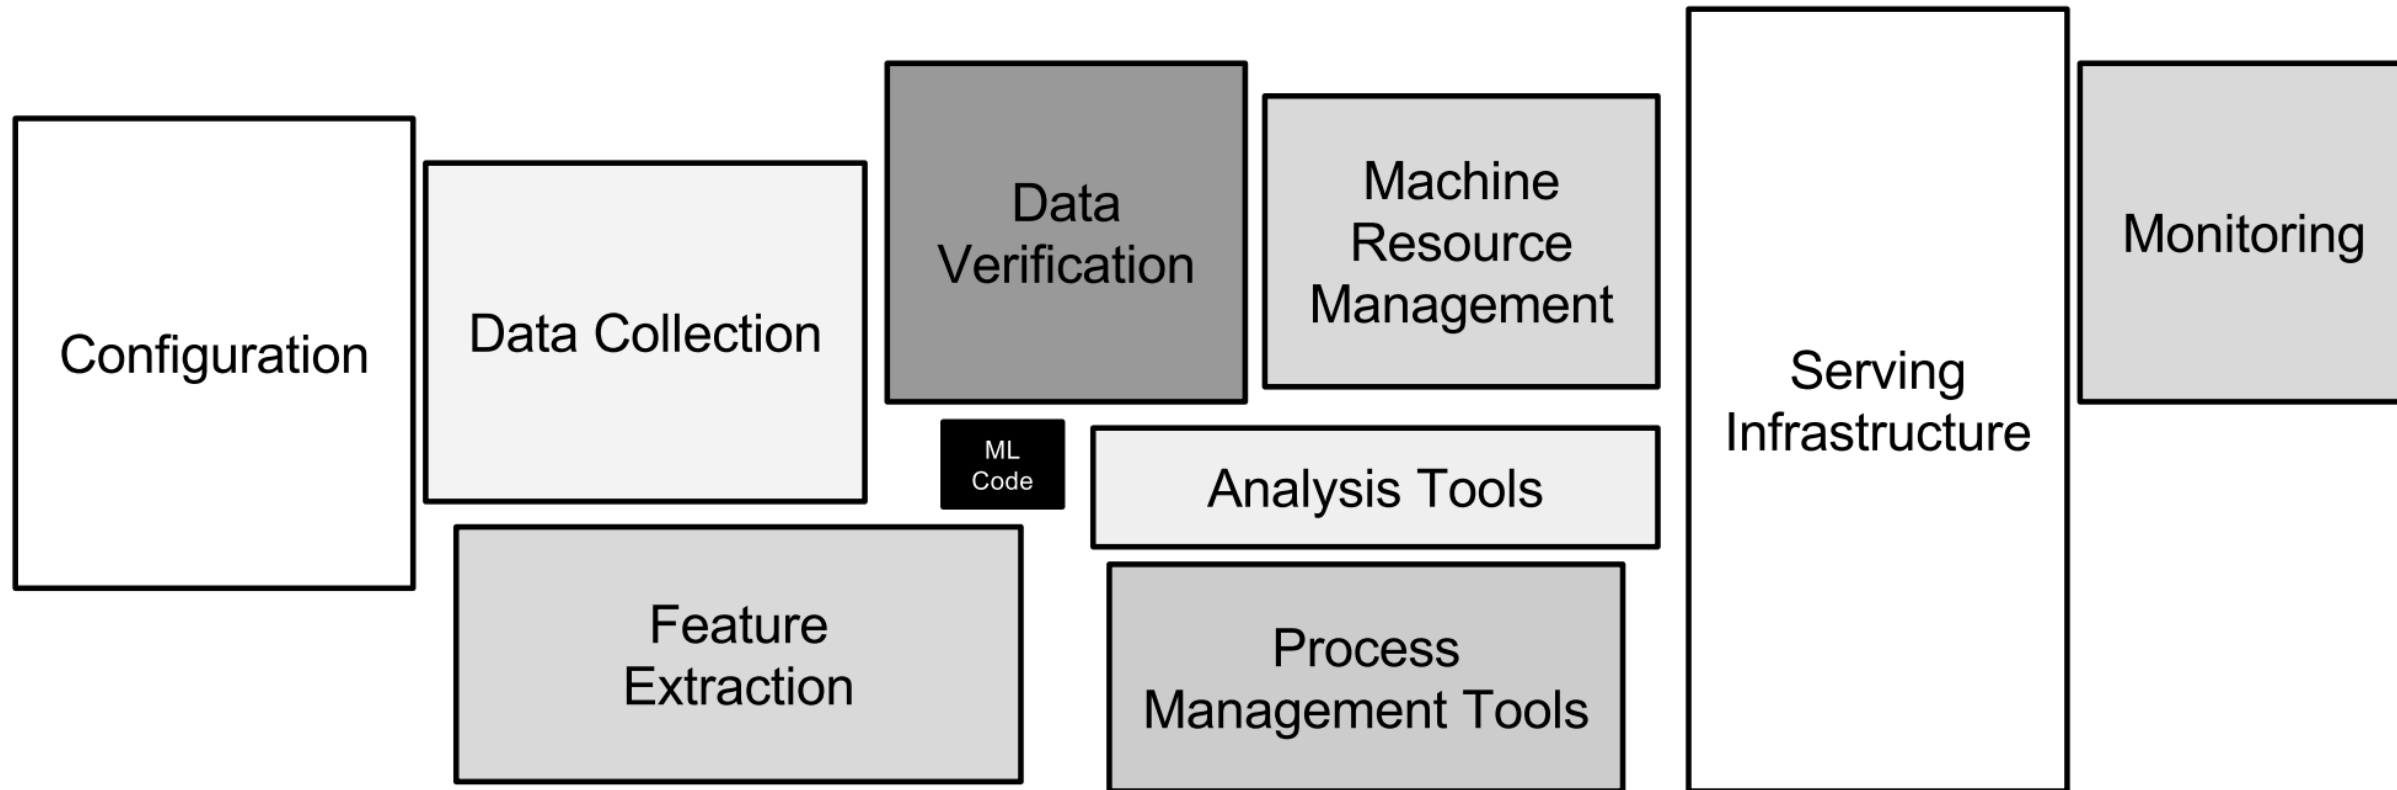 Configuration
Data Collection
Data
Verification
Machine
Resource
Management
Monitoring
Serving
Infrastructure
ML
Code
Analysis Tools
Feature
Extraction
Process
Management Tools